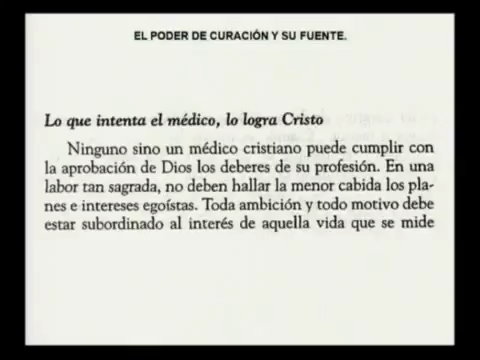 EL PODER DE CURACIÓN Y SU FUENTE.
Lo que intenta el médico, lo logra Cristo
Ninguno sino un médico cristiano puede cumplir con
la aprobación de Dios los deberes de su profesión. En una
labor tan sagrada, no deben hallar la menor cabida los pla-
nes e intereses egoístas. Toda ambición y todo motivo debe
estar subordinado al interés de aquella vida que se mide